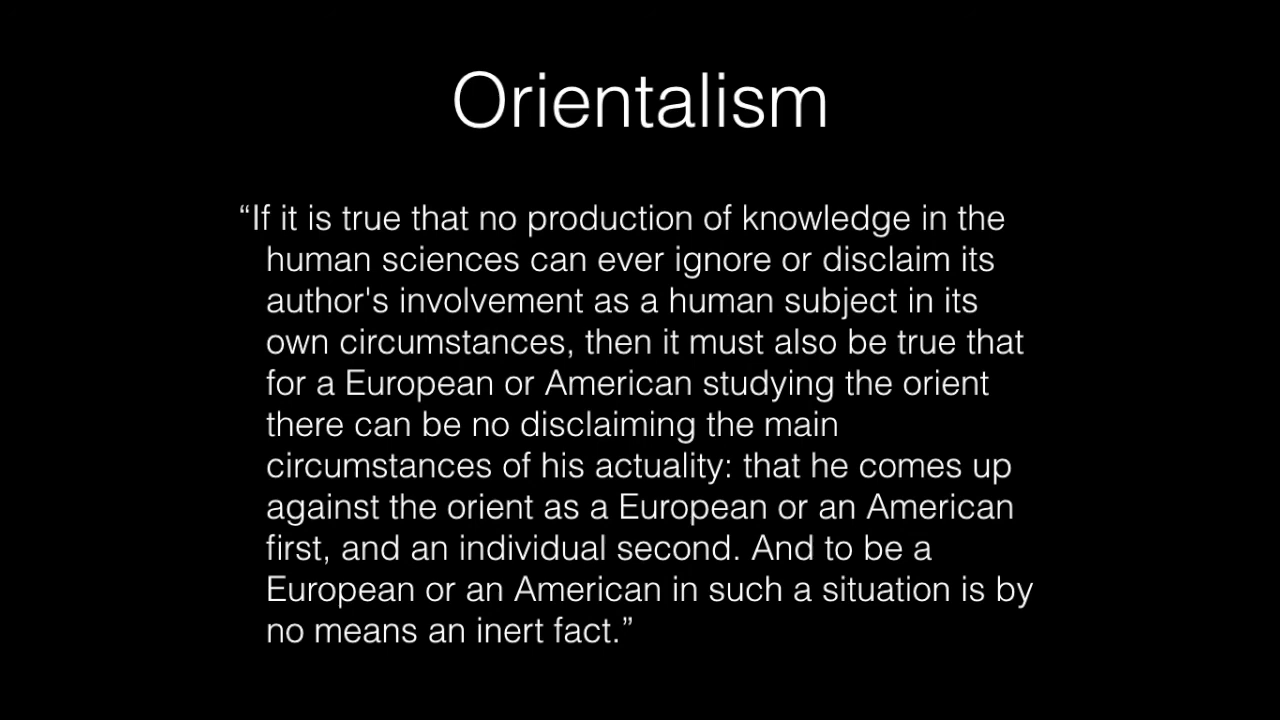 Orientalism
“If it is true that no production of knowledge in the
human sciences can ever ignore or disclaim its
author's involvement as a human subject in its
own circumstances, then it must also be true that
for a European or American studying the orient
there can be no disclaiming the main
circumstances of his actuality: that he comes up
against the orient as a European or an American
first, and an individual second. And to be a
European or an American in such a situation is by
no means an inert fact.”